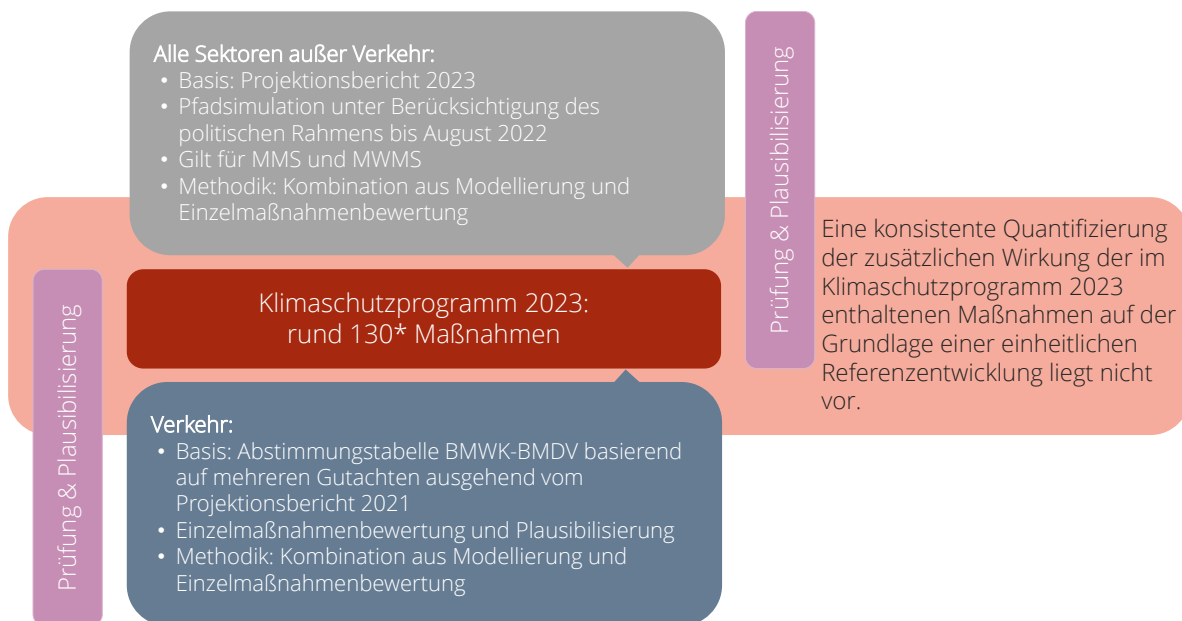 Alle Sektoren außer Verkehr:
• Basis: Projektionsbericht 2023
• Pfadsimulation unter Berücksichtigung des
politischen Rahmens bis August 2022
• Gilt für MMS und MWMS
• Methodik: Kombination aus Modellierung und
Einzelmaßnahmenbewertung
Prüfung & Plausibilisierung
Klimaschutzprogramm 2023:
rund 130* Maßnahmen
Eine konsistente Quantifizierung
der zusätzlichen Wirkung der im
Klimaschutzprogramm 2023
enthaltenen Maßnahmen auf der
Grundlage einer einheitlichen
Referenzentwicklung liegt nicht
vor.
Prüfung & Plausibilisierung
Verkehr:
• Basis: Abstimmungstabelle BMWK-BMDV basierend
auf mehreren Gutachten ausgehend vom
Projektionsbericht 2021
• Einzelmaßnahmenbewertung und Plausibilisierung
• Methodik: Kombination aus Modellierung und
Einzelmaßnahmenbewertung